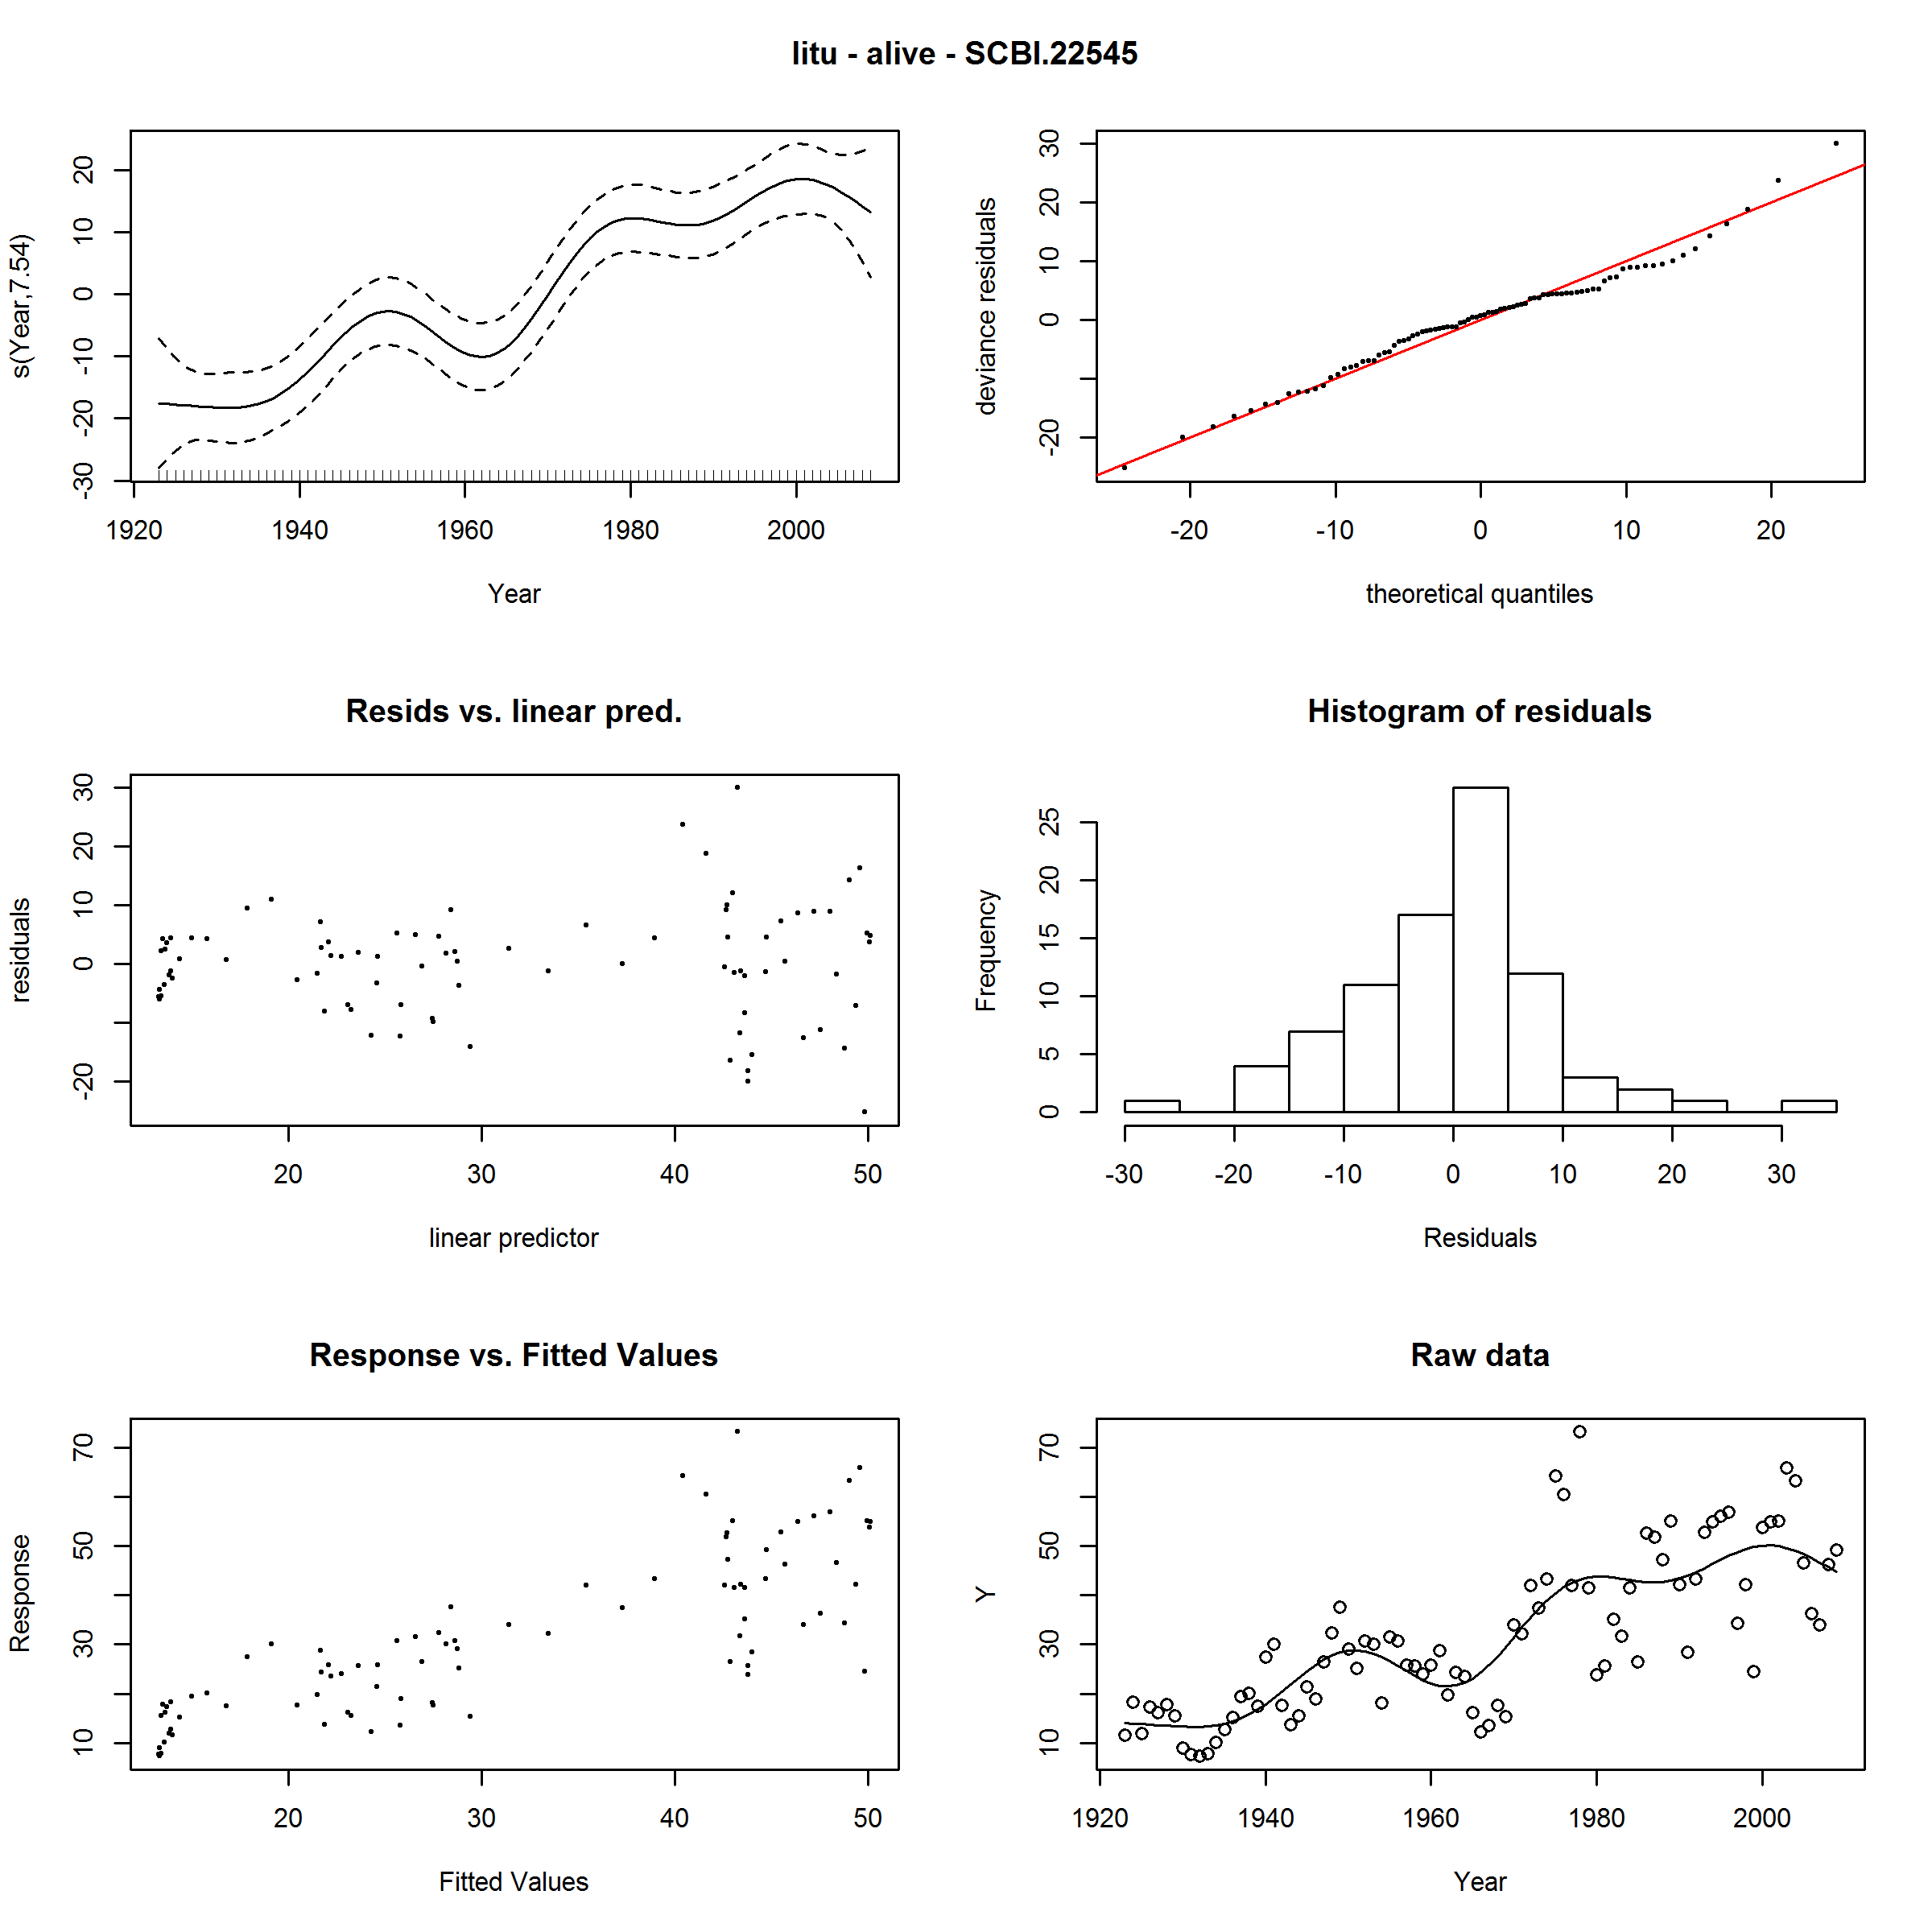 litu - alive - SCBI.22545
s(Year,7.54)
20
10
0
-10
-20
-30
1920 1940 1960 1980 2000
Year
deviance residuals
30
20
10
0
-20
-20 -10 0 10 20
theoretical quantiles
Resids vs. linear pred.
residuals
30
20
10
0
-20
20 30 40 50
linear predictor
Histogram of residuals
Frequency
25
20
15
10
5
0
-30 -20 -10 0 10 20 30
Residuals
Response vs. Fitted Values
Response
70
50
30
10
20 30 40 50
Fitted Values
Raw data
Y
70
50
30
10
1920 1940 1960 1980 2000
Year